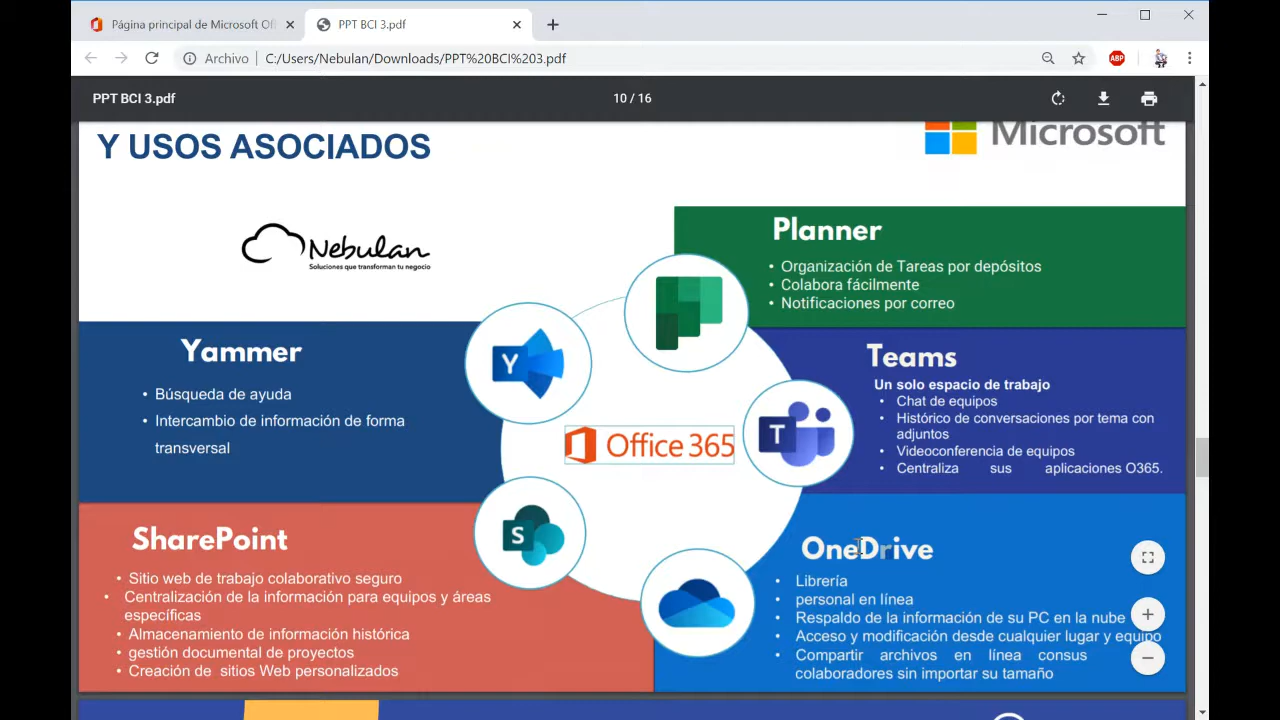 Página principal de Microsoft Of
PPT BCI 3.pdf
Archivo
C:/Users/Nebulan/Downloads/PPT%20BCI%203.pdf
ABP
PPT BCI 3.pdf
10 / 16
Y USOS ASOCIADOS
Microsoft
Nebulan
Soluciones que transforman tu negocio
Planner
• Organización de Tareas por depósitos
• Colabora fácilmente
• Notificaciones por correo
Yammer
• Búsqueda de ayuda
• Intercambio de información de forma
transversal
Y
Teams
Un solo espacio de trabajo
• Chat de equipos
• Histórico de conversaciones por tema con
adjuntos
• Videoconferencia de equipos
• Centraliza sus aplicaciones O365.
T
Office 365
SharePoint
• Sitio web de trabajo colaborativo seguro
• Centralización de la información para equipos y áreas
específicas
• Almacenamiento de información histórica
• gestión documental de proyectos
• Creación de sitios Web personalizados
S
OneDrive
• Librería
• personal en línea
• Respaldo de la información de su PC en la nube
• Acceso y modificación desde cualquier lugar y equipo
• Compartir archivos en línea consus
colaboradores sin importar su tamaño